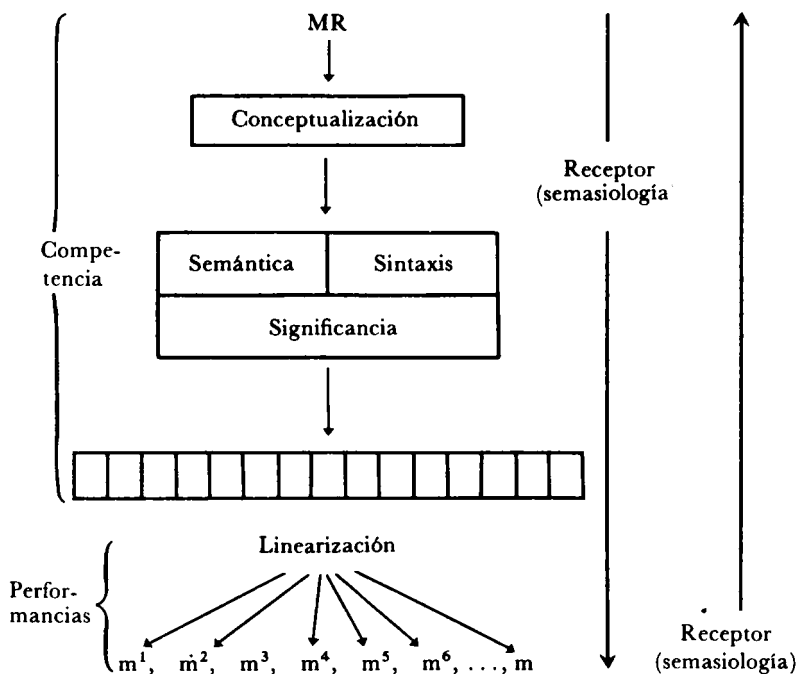 MR
Conceptualización
Receptor
(semasiología
Semántica
Sintaxis
Compe-
tencia
Significancia
Linearización
Perfor-
mancias
m¹, m², m³, m⁴, m⁵, m⁶, ..., m
Receptor
(semasiología)